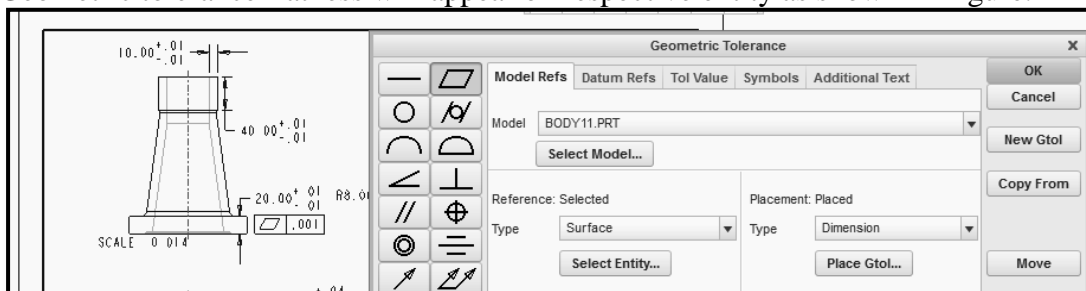 Geometric Tolerance X
10.00 +.01 -.01
40 00 +.01 -.01
20.00 + 01 - 01
.001
SCALE 0 014
Model Refs Datum Refs Tol Value Symbols Additional Text
Model BODY11.PRT
Select Model...
Reference: Selected
Type Surface
Select Entity...
Placement: Placed
Type Dimension
Place Gtol...
OK
Cancel
New Gtol
Copy From
Move